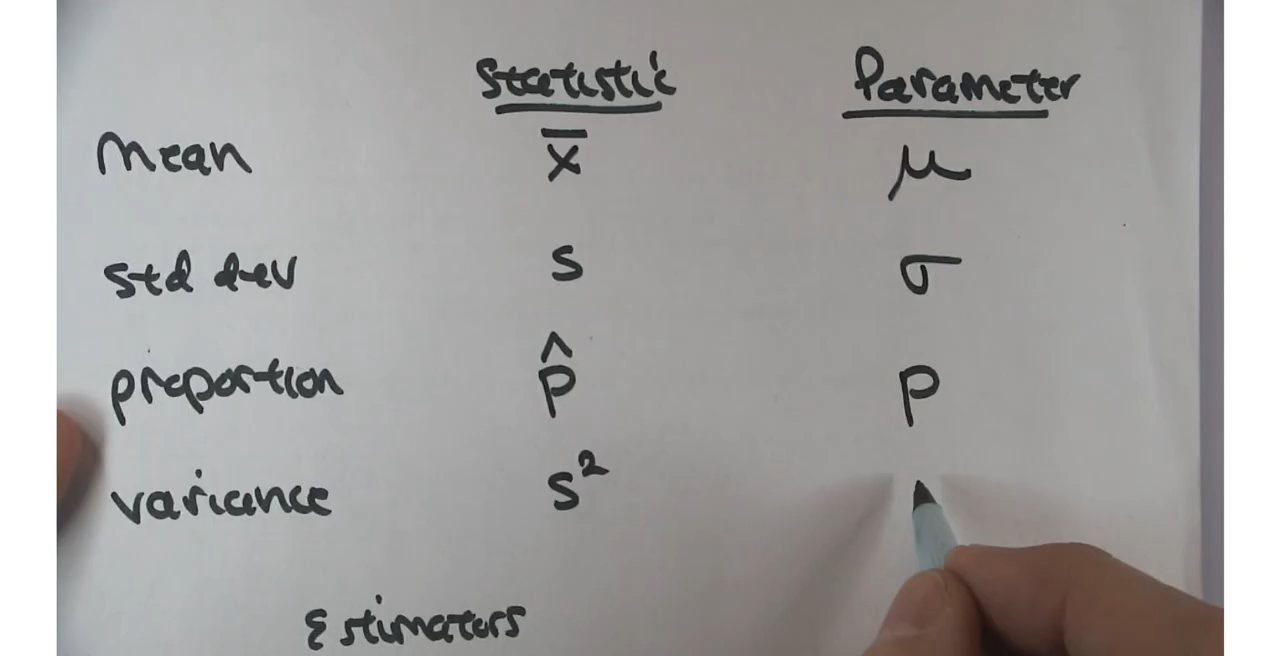 Statistic Parameter
Mean x̄ μ
std dev s σ
proportion p̂ p
variance s²
Estimators